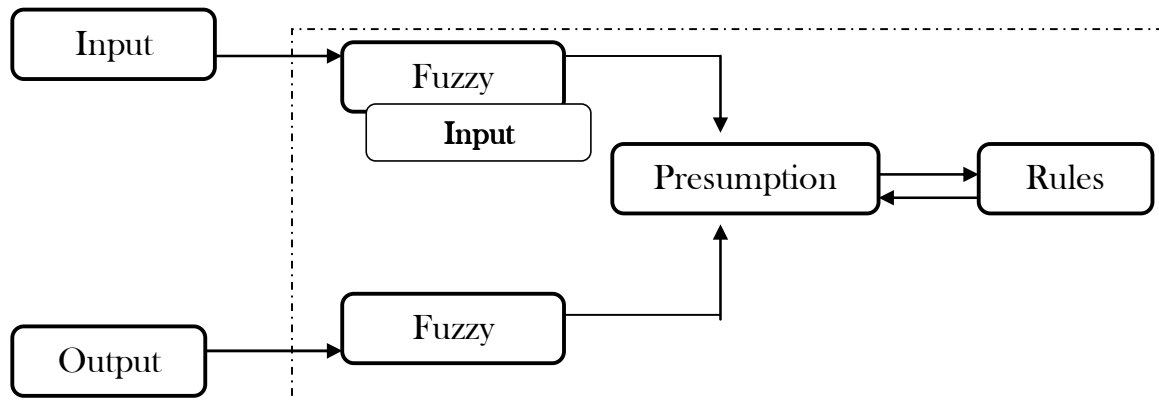 Input
Fuzzy
Input
Presumption
Rules
Fuzzy
Output